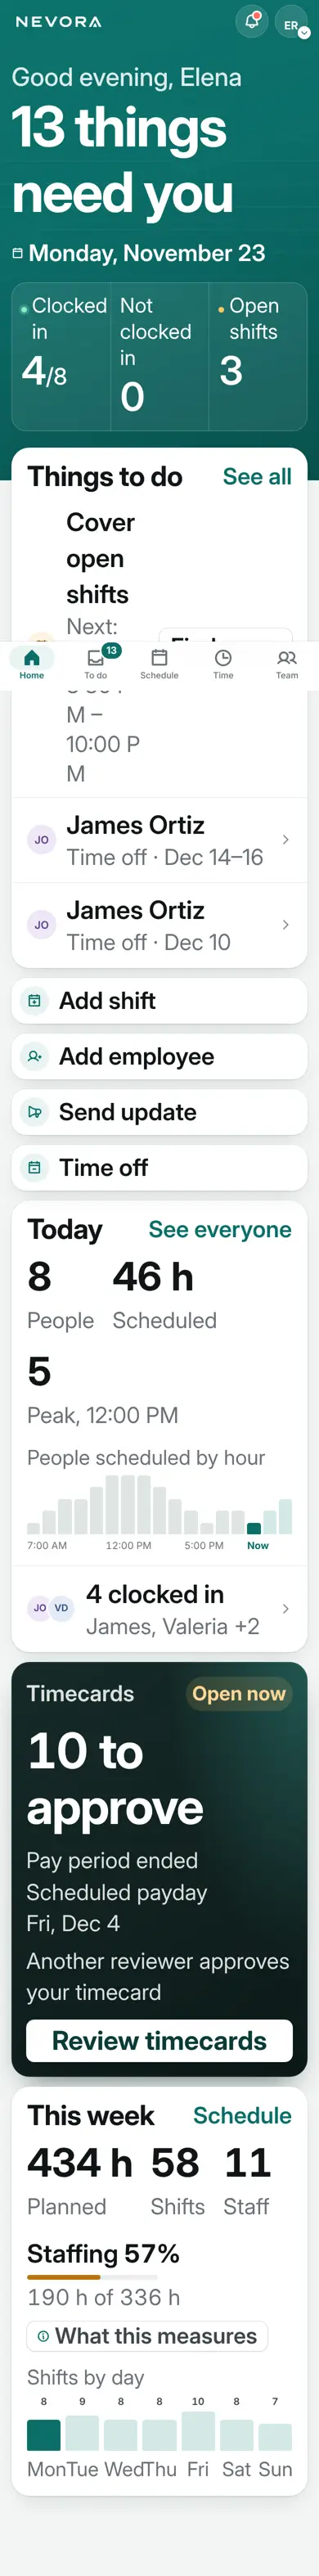 NEVORA
ER
Good evening, Elena
13 things
need you
Monday, November 23
Clocked
in
4/8
Not
clocked
in
0
Open
shifts
3
Things to do
See all
Cover
open
shifts
Next:
Home
To do
13
Schedule
Time
Team
M –
10:00 P
M
JO
James Ortiz
Time off · Dec 14–16
JO
James Ortiz
Time off · Dec 10
Add shift
Add employee
Send update
Time off
Today
See everyone
8
People
46 h
Scheduled
5
Peak, 12:00 PM
People scheduled by hour
7:00 AM
12:00 PM
5:00 PM
Now
JO
VD
4 clocked in
James, Valeria +2
Timecards
Open now
10 to
approve
Pay period ended
Scheduled payday
Fri, Dec 4
Another reviewer approves
your timecard
Review timecards
This week
Schedule
434 h
Planned
58
Shifts
11
Staff
Staffing 57%
190 h of 336 h
What this measures
Shifts by day
8 9 8 8 10 8 7
Mon Tue Wed Thu Fri Sat Sun